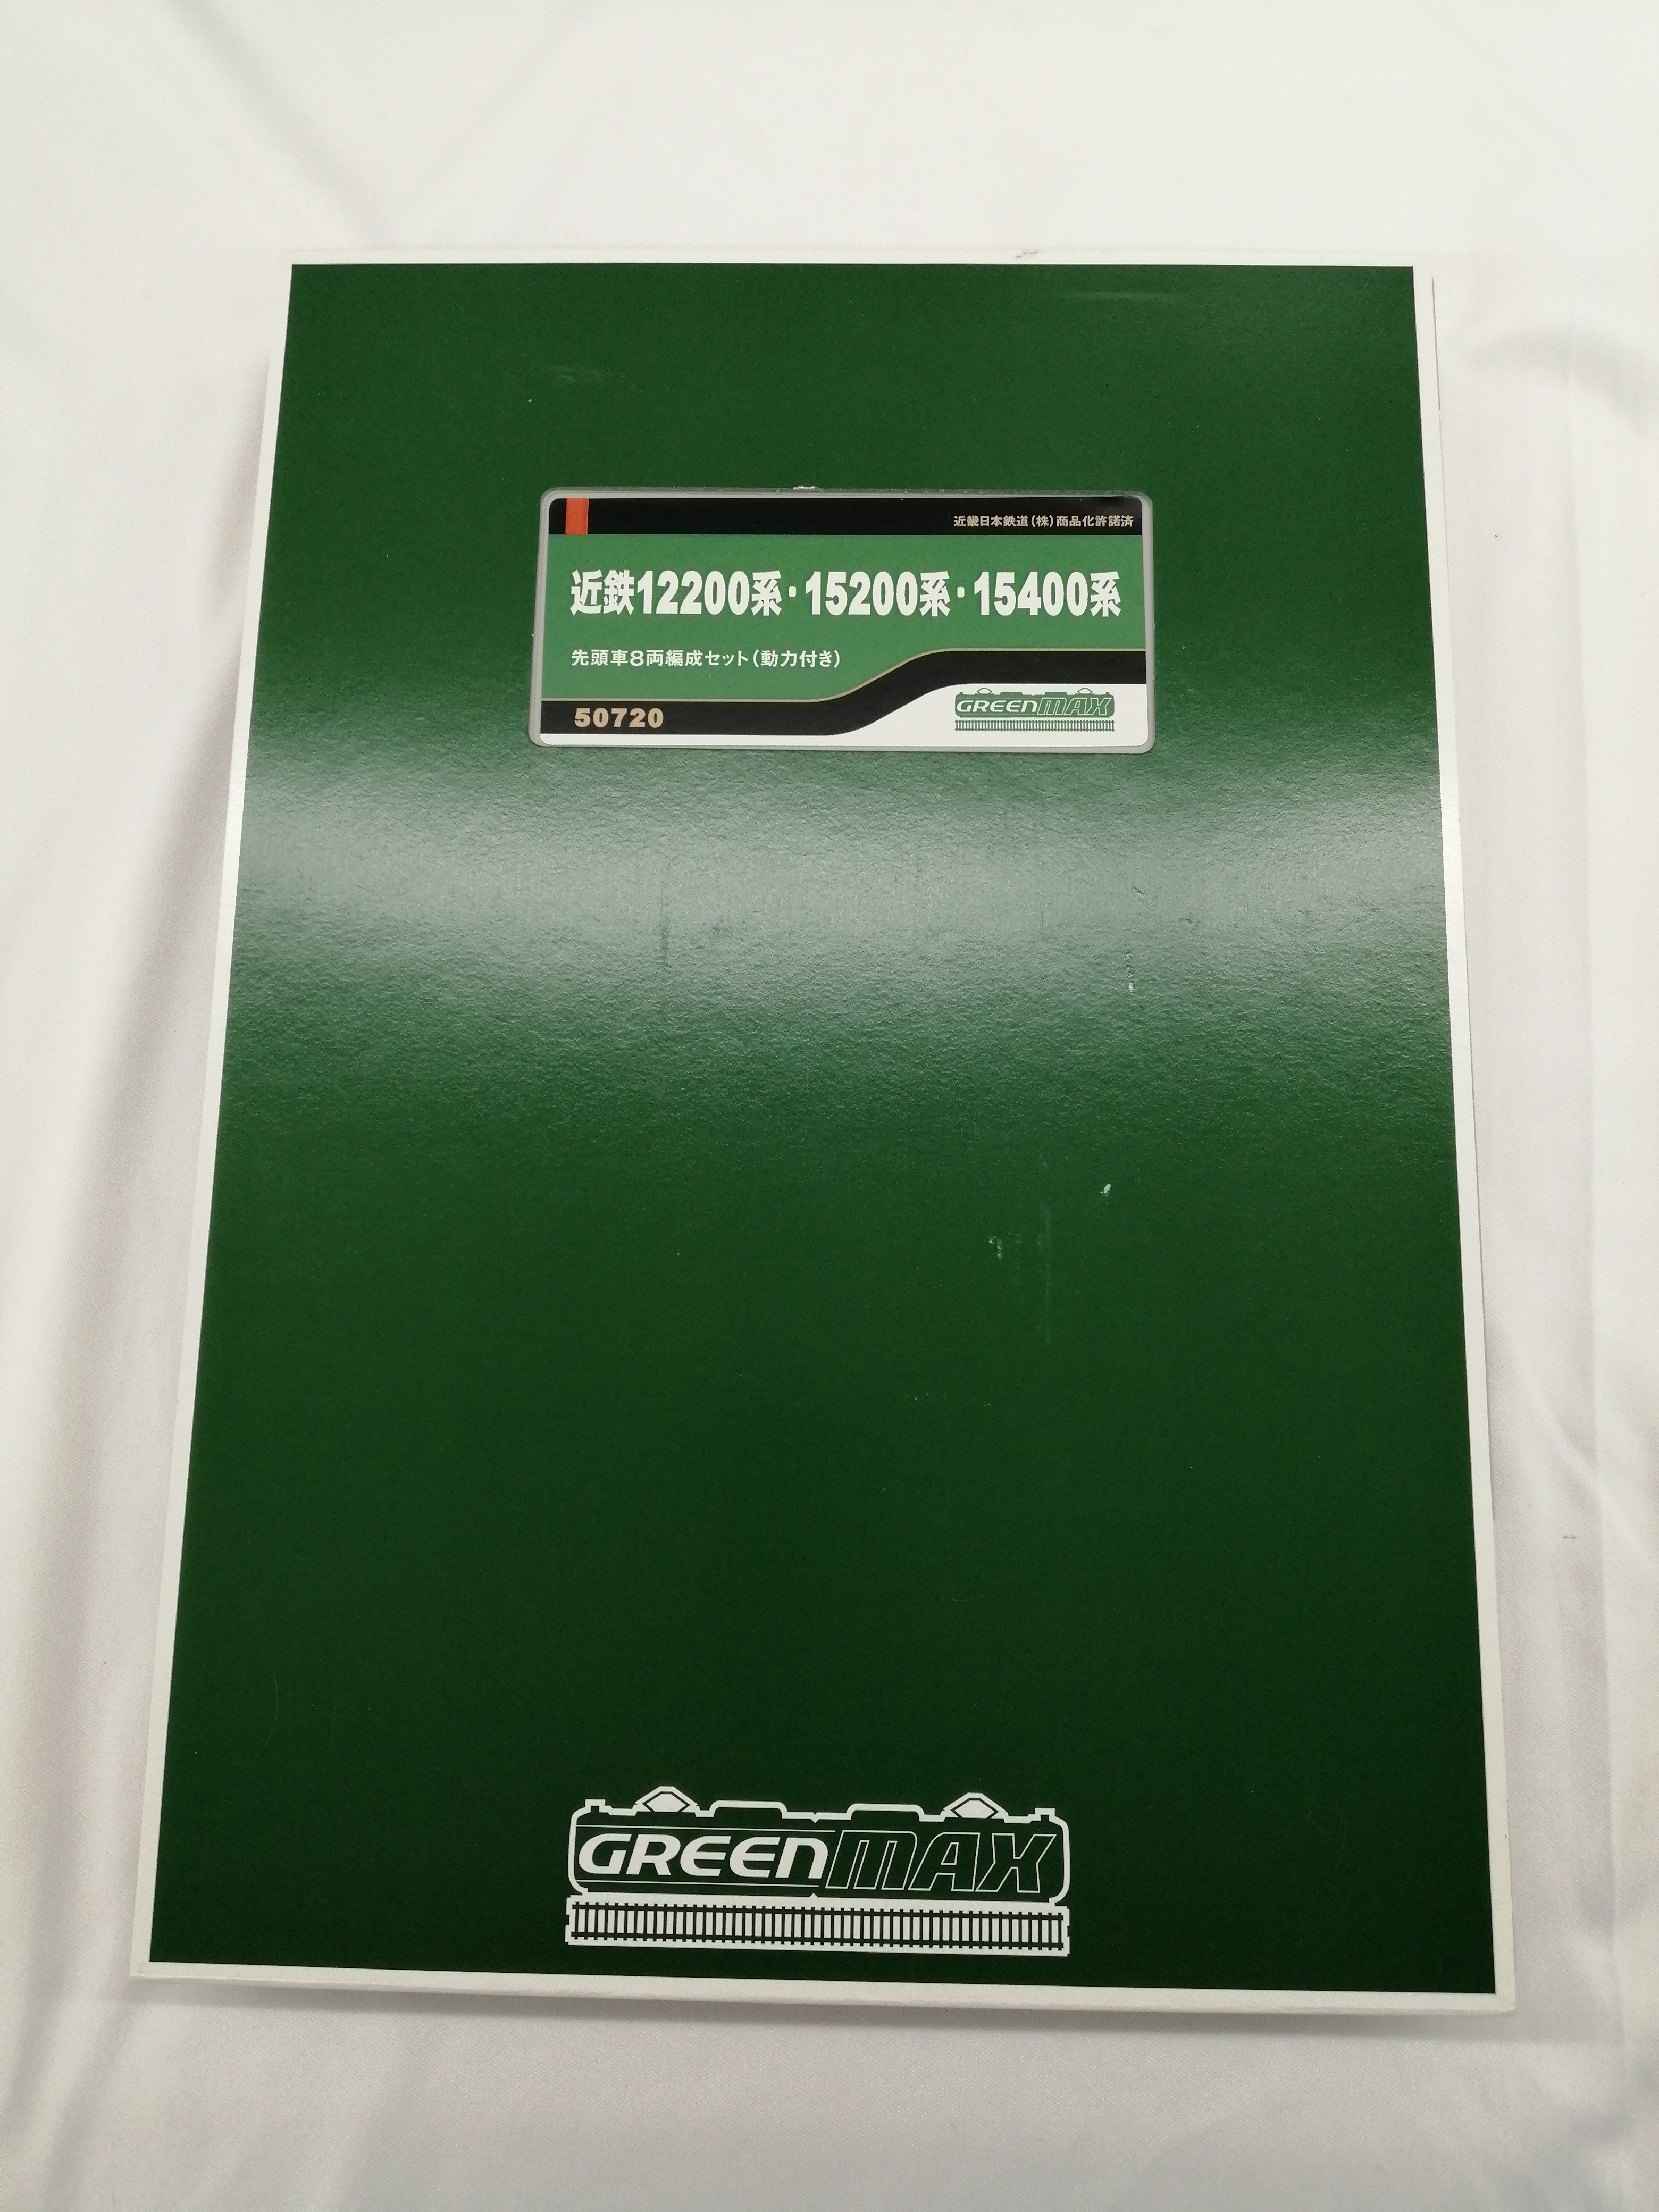 近畿日本鉄道(株)商品化許諾済
近鉄12200系・15200系・15400系
先頭車8両編成セット(動力付き)
50720
GREENMAX
GREENMAX